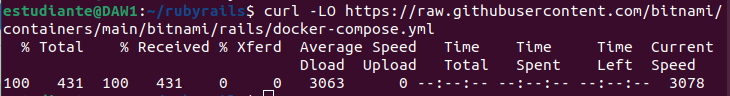 estudiante@DAW1:~/rubyrails$ curl -LO https://raw.githubusercontent.com/bitnami/
containers/main/bitnami/rails/docker-compose.yml
% Total % Received % Xferd Average Speed Time Time Time Current
Dload Upload Total Spent Left Speed
100 431 100 431 0 0 3063 0 --:--:-- --:--:-- --:--:-- 3078